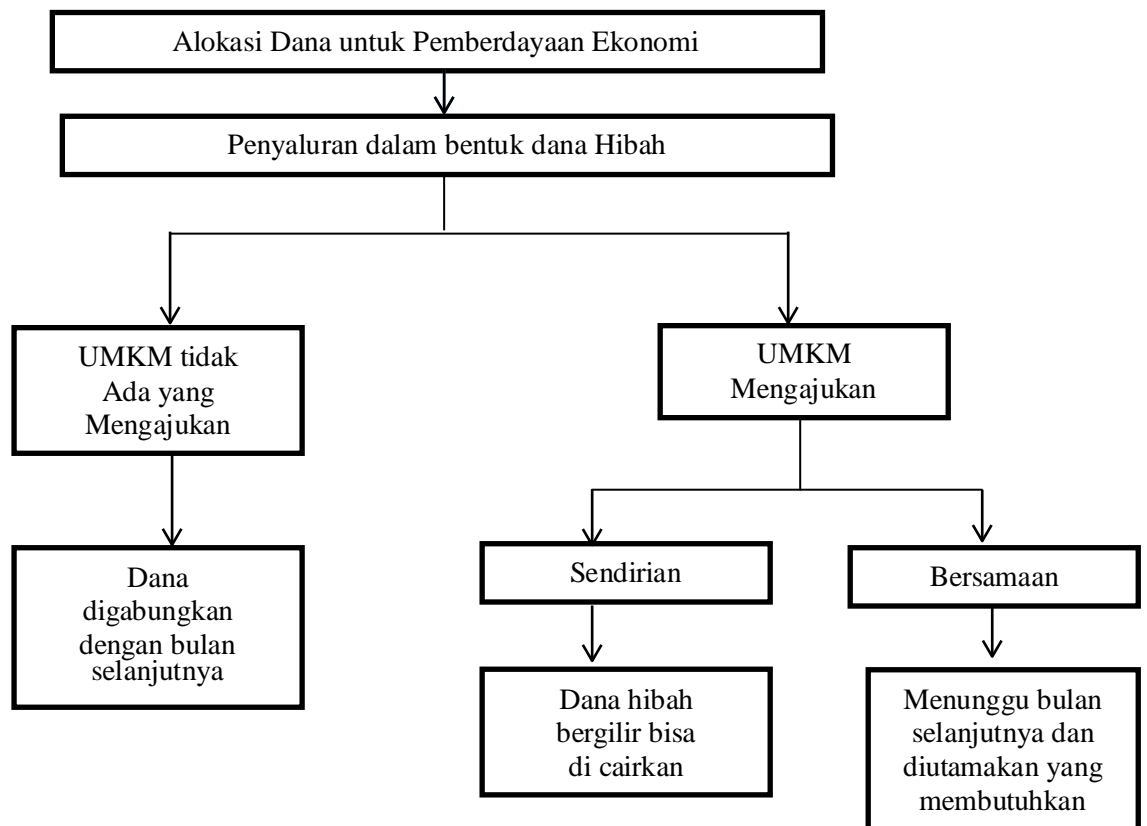 Alokasi Dana untuk Pemberdayaan Ekonomi
Penyaluran dalam bentuk dana Hibah
UMKM tidak
Ada yang
Mengajukan
UMKM
Mengajukan
Dana
digabungkan
dengan bulan
selanjutnya
Sendirian
Bersamaan
Dana hibah
bergilir bisa
di cairkan
Menunggu bulan
selanjutnya dan
diutamakan yang
membutuhkan